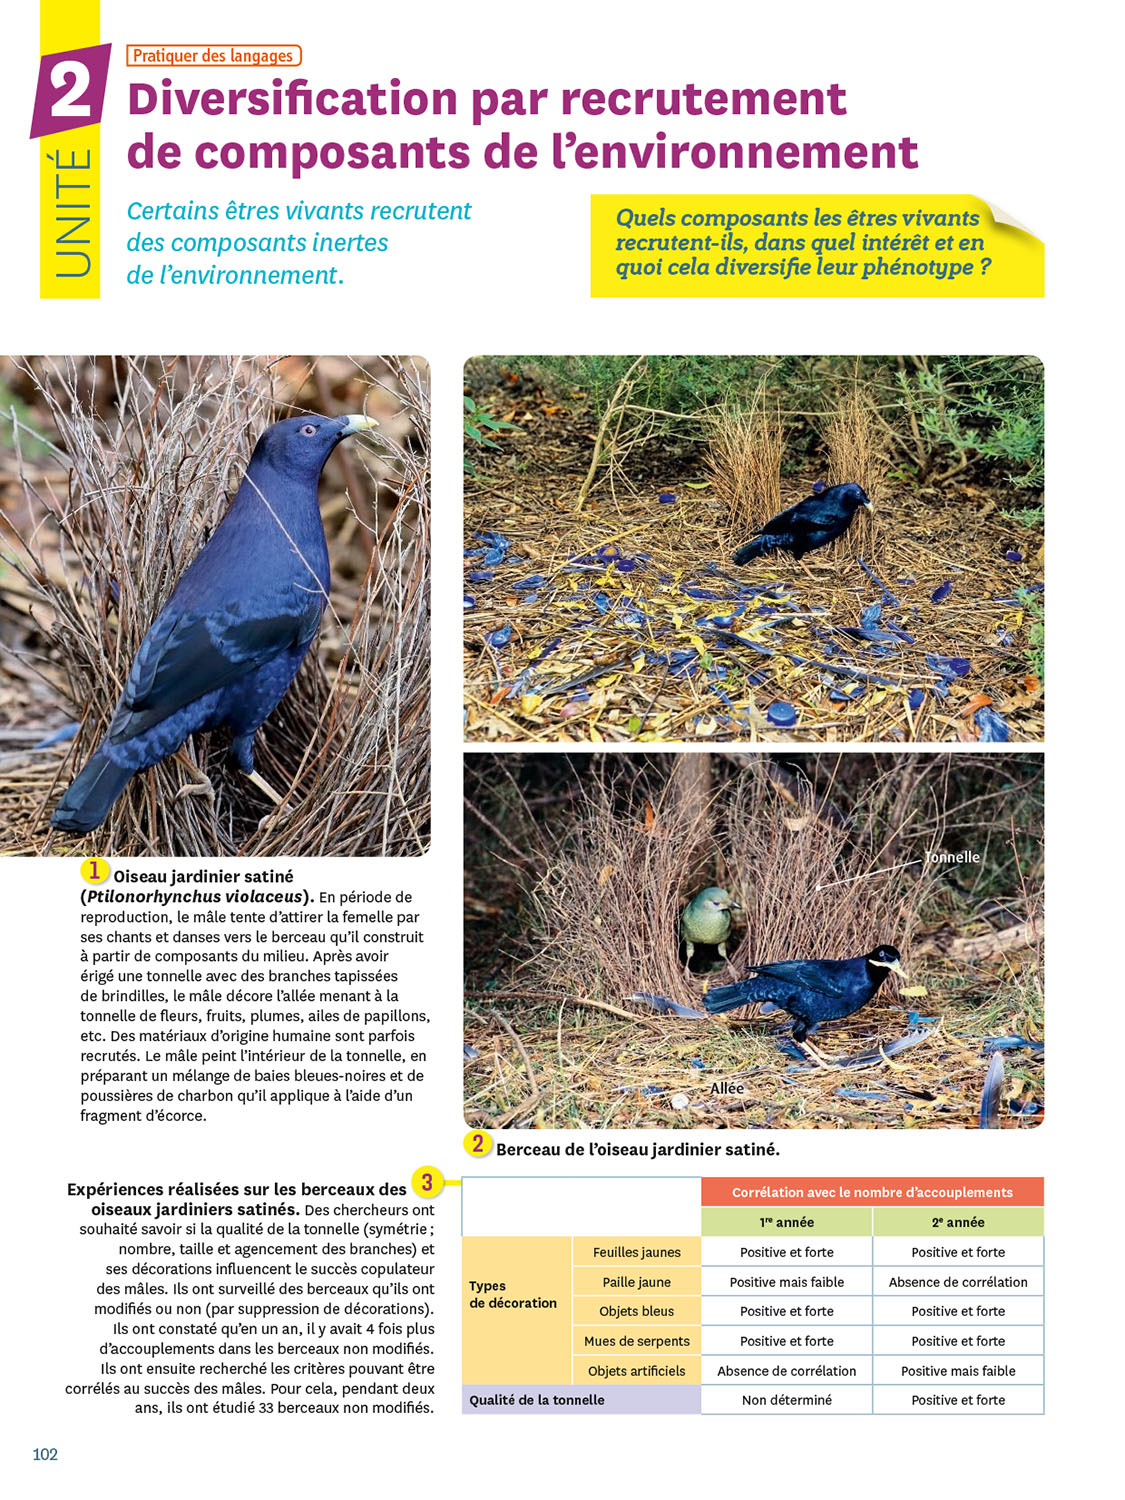 2
UNITÉ
Pratiquer des langages
Diversification par recrutement
de composants de l'environnement
Certains êtres vivants recrutent
des composants inertes
de l'environnement.
Quels composants les êtres vivants
recrutent-ils, dans quel intérêt et en
quoi cela diversifie leur phénotype ?
1 Oiseau jardinier satiné
(Ptilonorhynchus violaceus). En période de
reproduction, le mâle tente d'attirer la femelle par
ses chants et danses vers le berceau qu'il construit
à partir de composants du milieu. Après avoir
érigé une tonnelle avec des branches tapissées
de brindilles, le mâle décore l'allée menant à la
tonnelle de fleurs, fruits, plumes, ailes de papillons,
etc. Des matériaux d'origine humaine sont parfois
recrutés. Le mâle peint l'intérieur de la tonnelle, en
préparant un mélange de baies bleues-noires et de
poussières de charbon qu'il applique à l'aide d'un
fragment d'écorce.
Tonnelle
Allée
2 Berceau de l'oiseau jardinier satiné.
Expériences réalisées sur les berceaux des 3
oiseaux jardiniers satinés. Des chercheurs ont
souhaité savoir si la qualité de la tonnelle (symétrie ;
nombre, taille et agencement des branches) et
ses décorations influencent le succès copulateur
des mâles. Ils ont surveillé des berceaux qu'ils ont
modifiés ou non (par suppression de décorations).
Ils ont constaté qu'en un an, il y avait 4 fois plus
d'accouplements dans les berceaux non modifiés.
Ils ont ensuite recherché les critères pouvant être
corrélés au succès des mâles. Pour cela, pendant deux
ans, ils ont étudié 33 berceaux non modifiés.
Corrélation avec le nombre d'accouplements
1re année 2e année
Types
de décoration
Feuilles jaunes Positive et forte Positive et forte
Paille jaune Positive mais faible Absence de corrélation
Objets bleus Positive et forte Positive et forte
Mues de serpents Positive et forte Positive et forte
Objets artificiels Absence de corrélation Positive mais faible
Qualité de la tonnelle Non déterminé Positive et forte
102